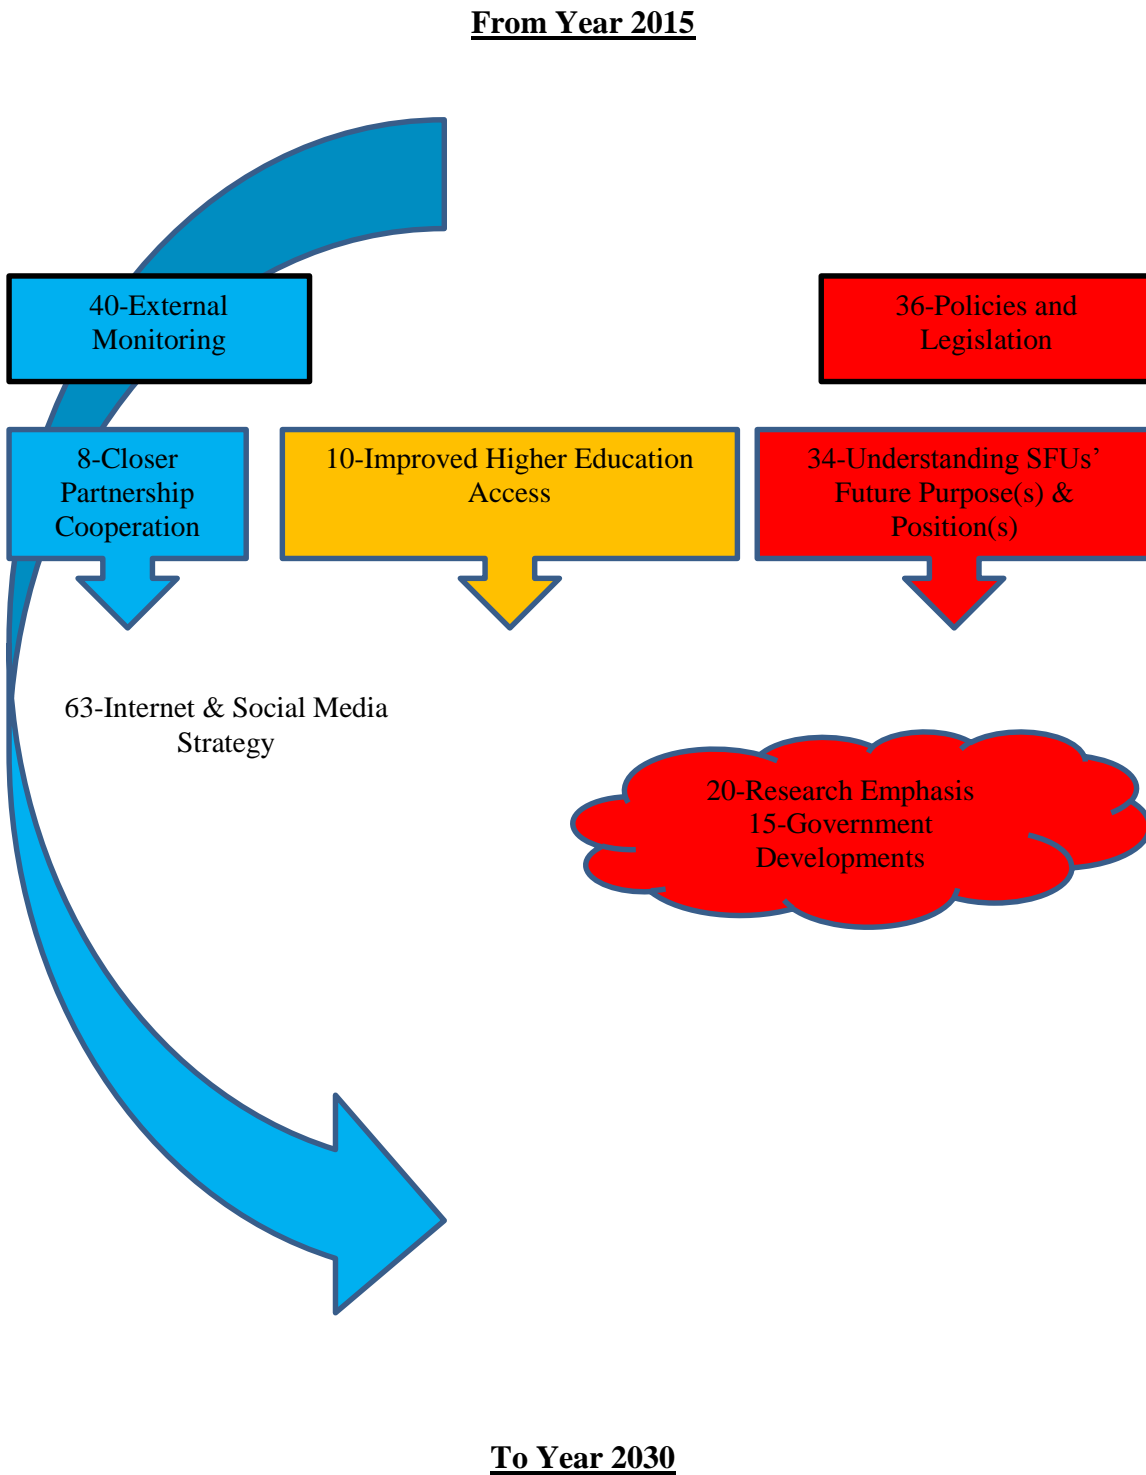 From Year 2015
40-External
Monitoring
36-Policies and
Legislation
8-Closer
Partnership
Cooperation
10-Improved Higher Education
Access
34-Understanding SFUs’
Future Purpose(s) &
Position(s)
63-Internet & Social Media
Strategy
20-Research Emphasis
15-Government
Developments
To Year 2030